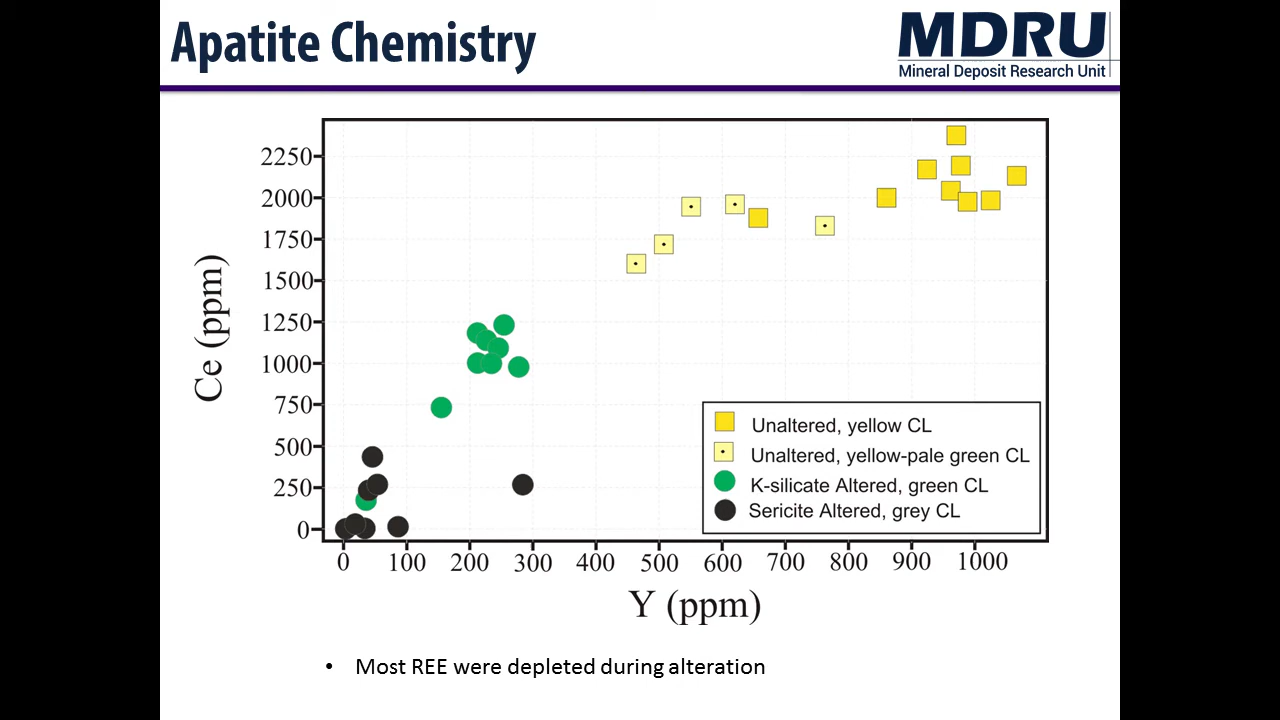 Apatite Chemistry
MDRU
Mineral Deposit Research Unit
Ce (ppm)
2250
2000
1750
1500
1250
1000
750
500
250
0
Unaltered, yellow CL
Unaltered, yellow-pale green CL
K-silicate Altered, green CL
Sericite Altered, grey CL
0 100 200 300 400 500 600 700 800 900 1000
Y (ppm)
• Most REE were depleted during alteration